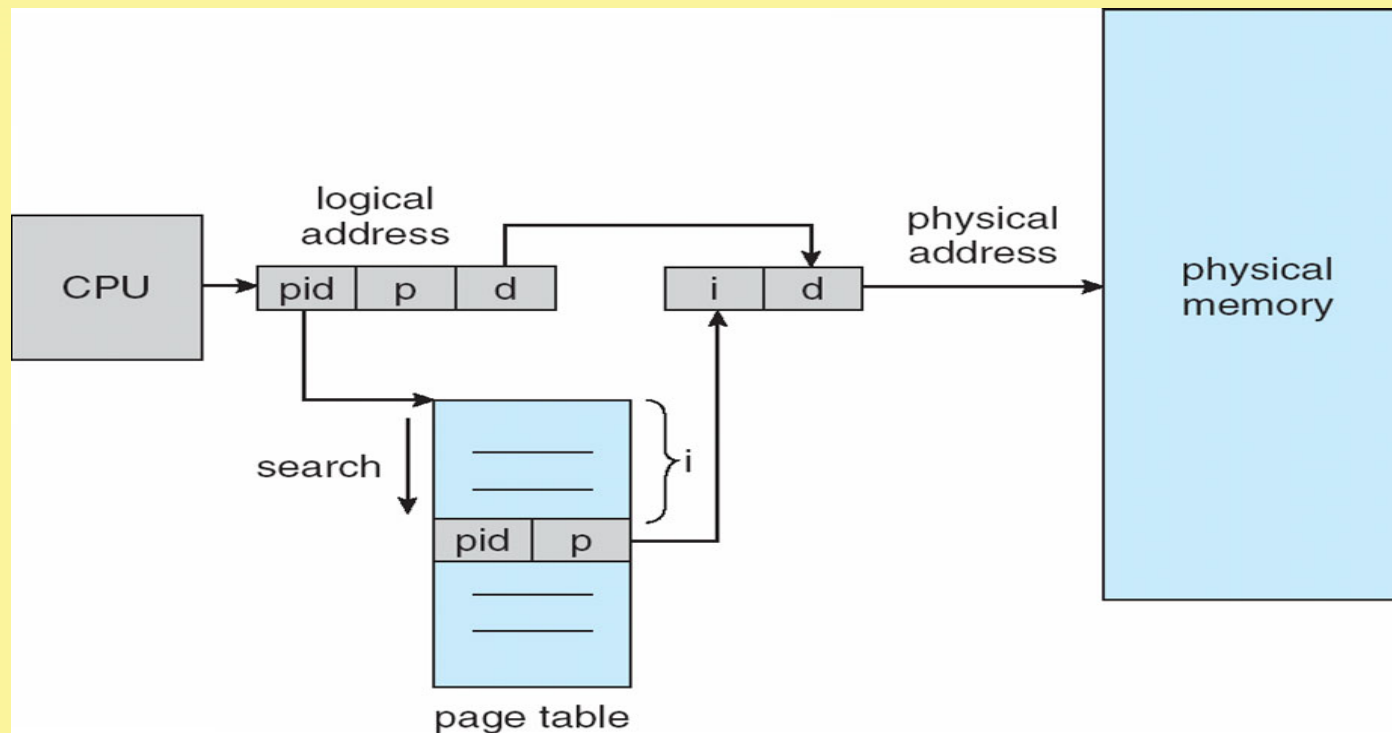 logical
address
physical
address
CPU
pid p d
i d
physical
memory
search
i
pid p
page table